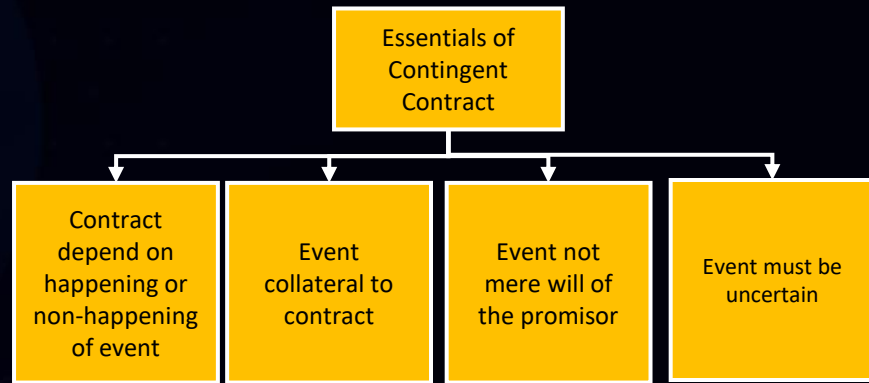 Essentials of
Contingent
Contract
Contract
depend on
happening or
non-happening
of event
Event
collateral to
contract
Event not
mere will of
the promisor
Event must be
uncertain